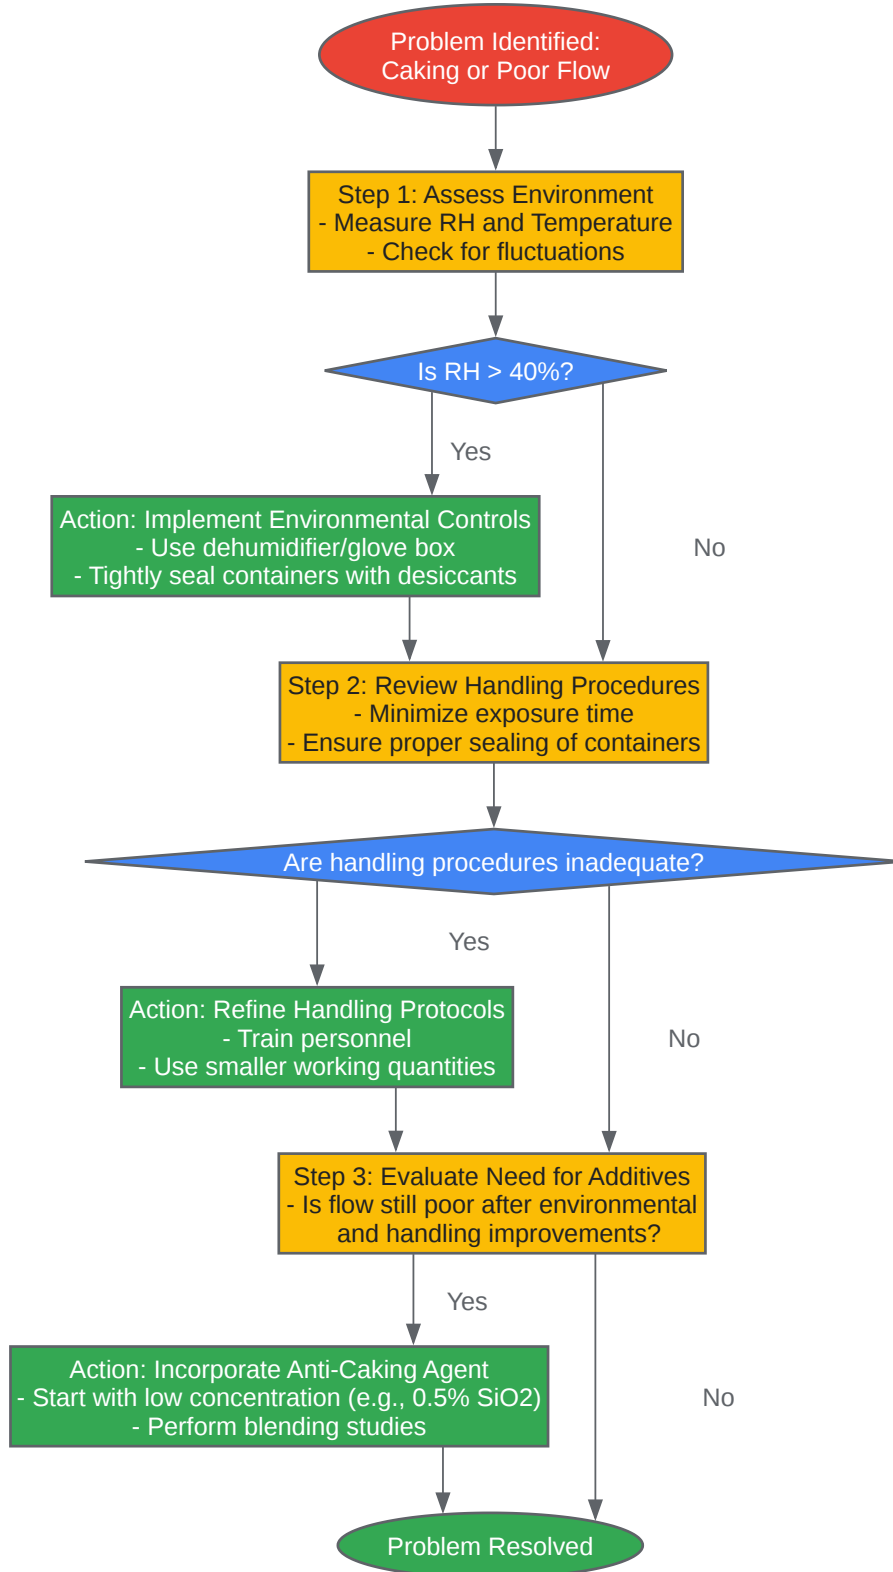 Problem Identified:
Caking or Poor Flow
Step 1: Assess Environment
- Measure RH and Temperature
- Check for fluctuations
Is RH > 40%?
Yes
Action: Implement Environmental Controls
- Use dehumidifier/glove box
- Tightly seal containers with desiccants
No
Step 2: Review Handling Procedures
- Minimize exposure time
- Ensure proper sealing of containers
Are handling procedures inadequate?
Yes
Action: Refine Handling Protocols
- Train personnel
- Use smaller working quantities
No
Step 3: Evaluate Need for Additives
- Is flow still poor after environmental
and handling improvements?
Yes
Action: Incorporate Anti-Caking Agent
- Start with low concentration (e.g., 0.5% SiO2)
- Perform blending studies
No
Problem Resolved